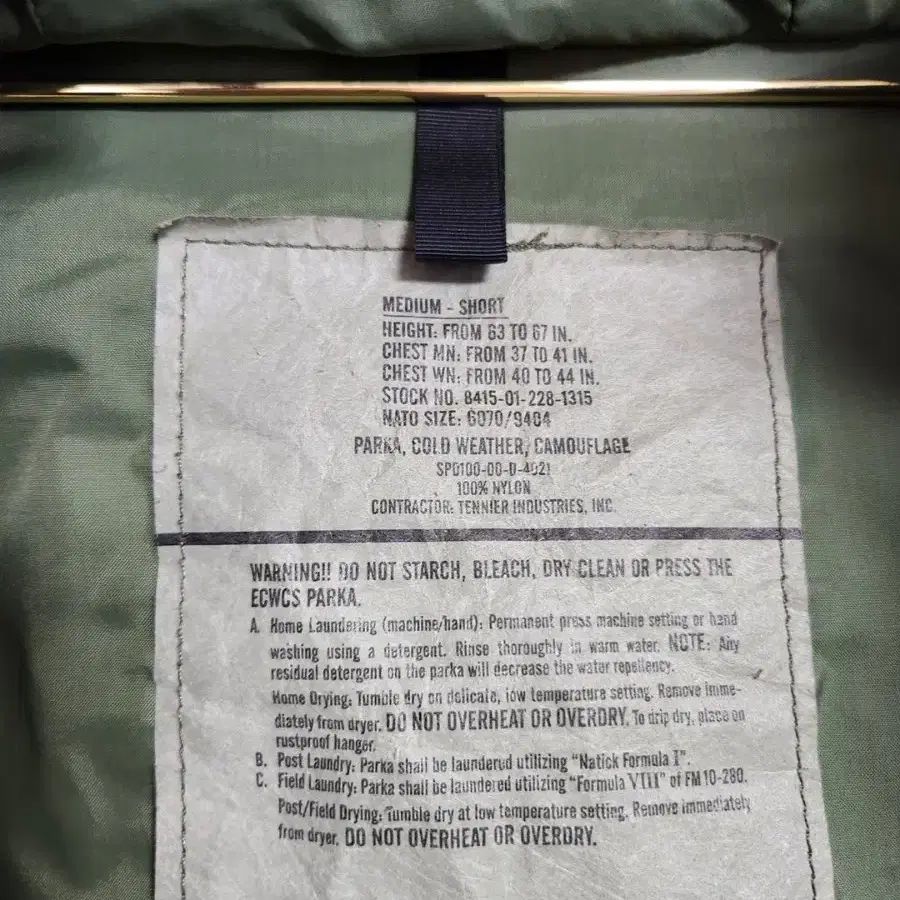 MEDIUM - SHORT
HEIGHT: FROM 63 TO 67 IN.
CHEST MN: FROM 37 TO 41 IN.
CHEST WN: FROM 40 TO 44 IN.
STOCK NO. 8415-01-228-1315
NATO SIZE: 6070/9404
PARKA, COLD WEATHER, CAMOUFLAGE
SPO100-00-D-4021
100% NYLON
CONTRACTOR: TENNIER INDUSTRIES, INC.
WARNING!! DO NOT STARCH, BLEACH, DRY CLEAN OR PRESS THE
ECWCS PARKA.
A. Home Laundering (machine/hand): Permanent press machine setting or hand
washing using a detergent. Rinse thoroughly in warm water. NOTE: Any
residual detergent on the parka will decrease the water repellency.
Home Drying: Tumble dry on delicate, low temperature setting. Remove imme-
diately from dryer. DO NOT OVERHEAT OR OVERDRY. To drip dry, place on
rustproof hanger.
B. Post Laundry: Parka shall be laundered utilizing "Natick Formula I".
C. Field Laundry: Parka shall be laundered utilizing "Formula VIII" of FM 10-280.
Post/Field Drying: Tumble dry at low temperature setting. Remove immediately
from dryer. DO NOT OVERHEAT OR OVERDRY.